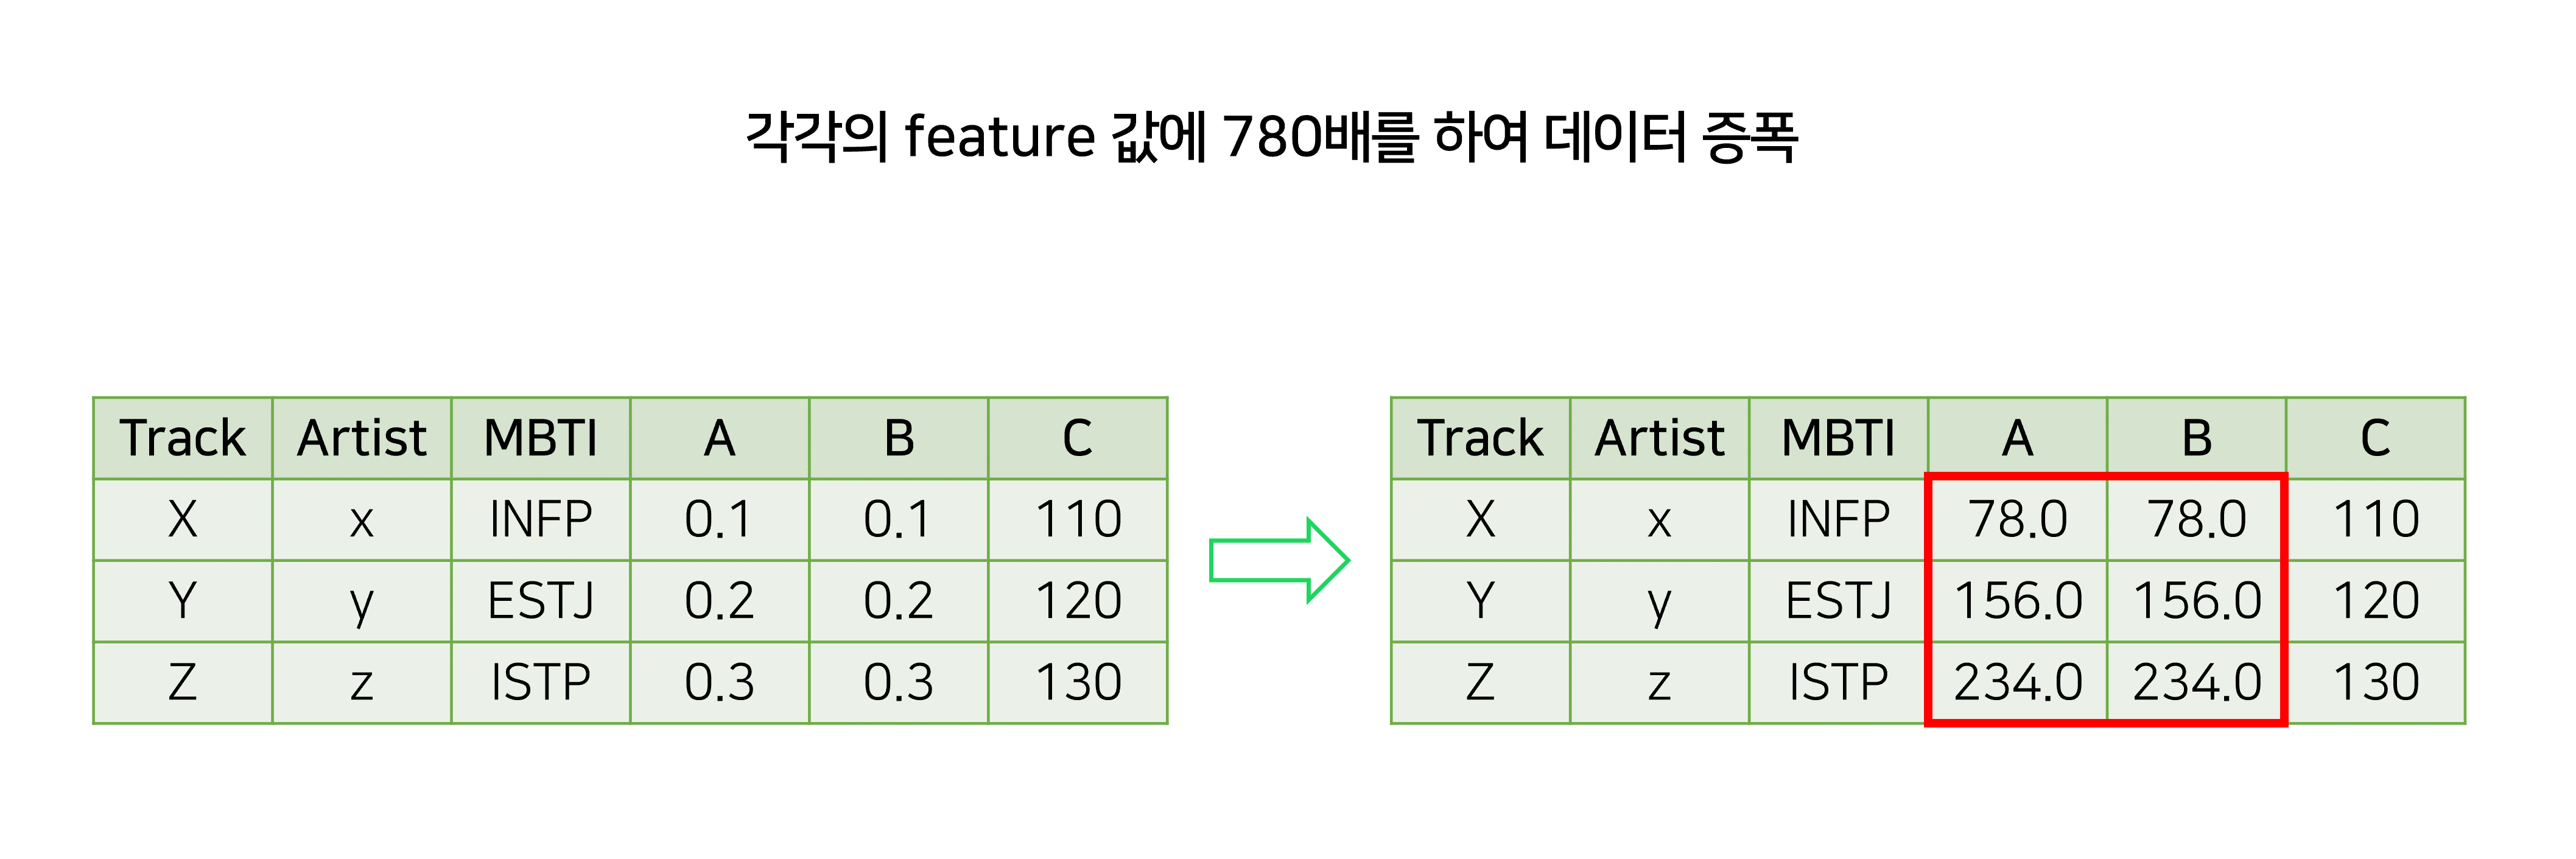 각각의 feature 값에 780배를 하여 데이터 증폭
Track Artist MBTI A B C
X x INFP 0.1 0.1 110
Y y ESTJ 0.2 0.2 120
Z z ISTP 0.3 0.3 130
Track Artist MBTI A B C
X x INFP 78.0 78.0 110
Y y ESTJ 156.0 156.0 120
Z z ISTP 234.0 234.0 130